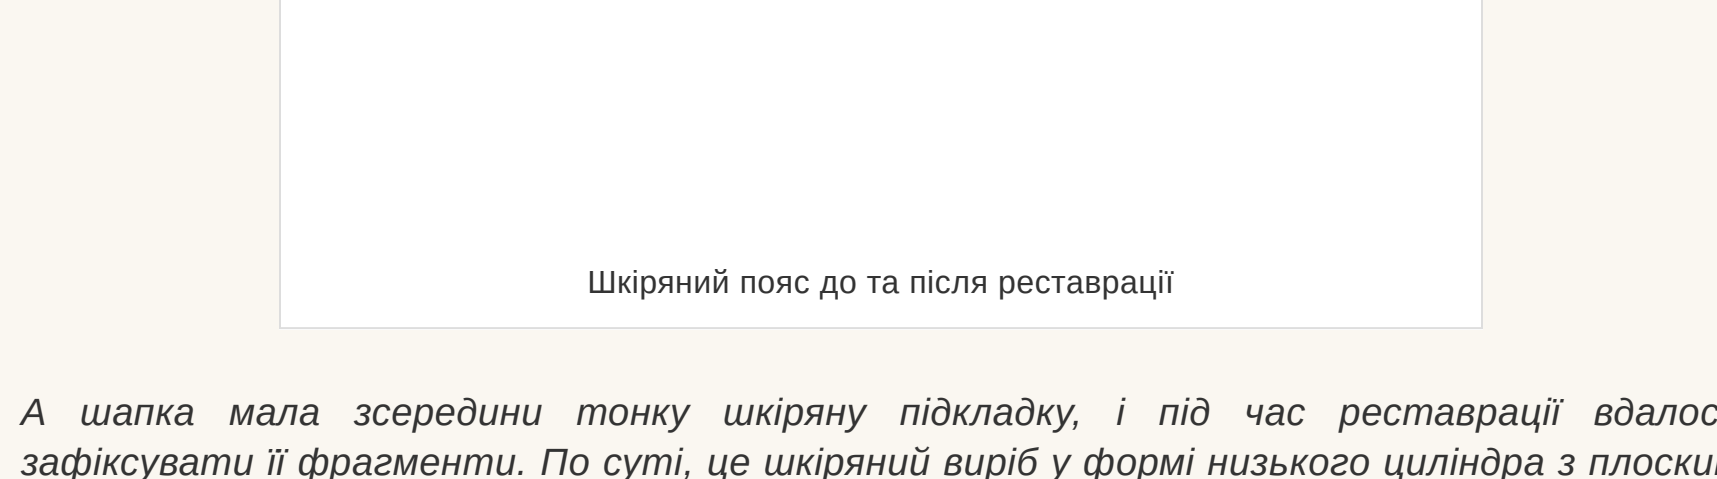 Шкіряний пояс до та після реставрації
А шапка мала зсередини тонку шкіряну підкладку, і під час реставрації
зафіксувати її фрагменти. По суті, це шкіряний виріб у формі низького циліндра з